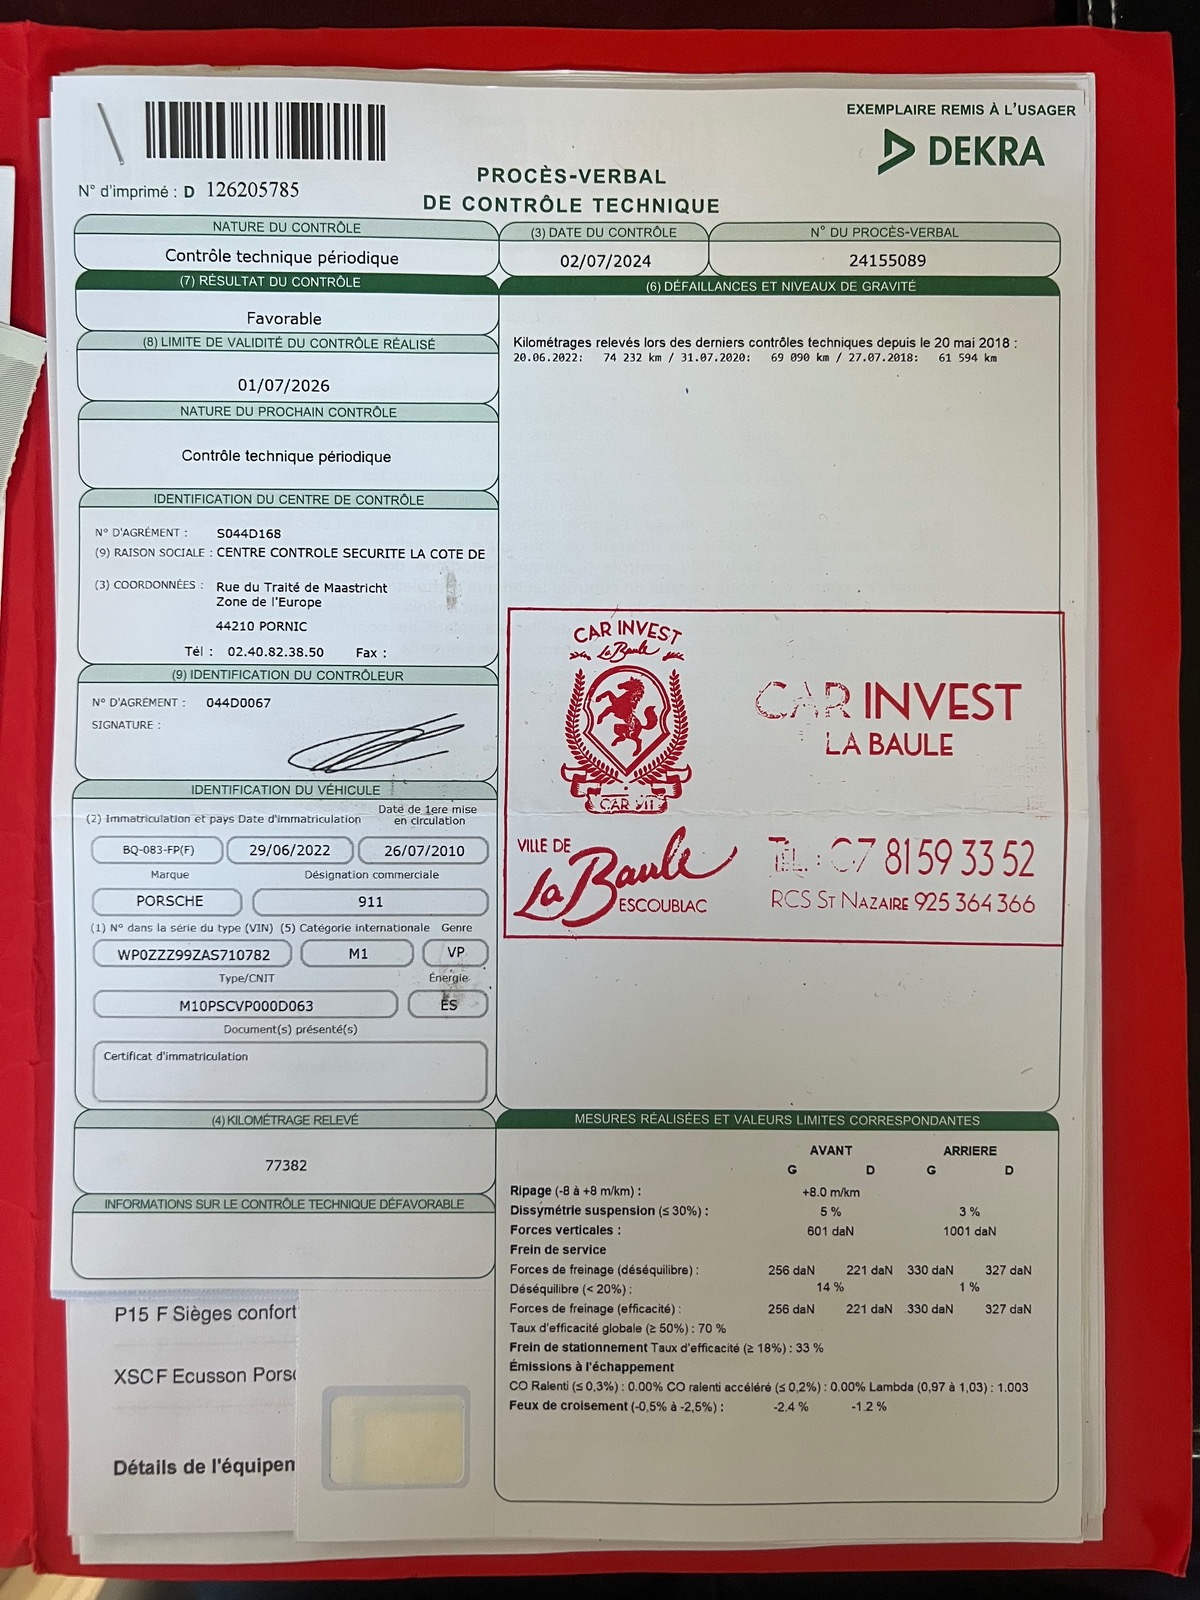 EXEMPLAIRE REMIS À L'USAGER
DEKRA
N° d'imprimé : D 126205785
PROCÈS-VERBAL
DE CONTRÔLE TECHNIQUE
NATURE DU CONTRÔLE
Contrôle technique périodique
(3) DATE DU CONTRÔLE
02/07/2024
N° DU PROCÈS-VERBAL
24155089
(7) RÉSULTAT DU CONTRÔLE
Favorable
(8) LIMITE DE VALIDITÉ DU CONTRÔLE RÉALISÉ
01/07/2026
NATURE DU PROCHAIN CONTRÔLE
Contrôle technique périodique
IDENTIFICATION DU CENTRE DE CONTRÔLE
N° D'AGRÉMENT : S044D168
(9) RAISON SOCIALE : CENTRE CONTROLE SECURITE LA COTE DE
(3) COORDONNÉES : Rue du Traité de Maastricht
Zone de l'Europe
44210 PORNIC
Tél : 02.40.82.38.50 Fax :
(9) IDENTIFICATION DU CONTRÔLEUR
N° D'AGRÉMENT : 044D0067
SIGNATURE :
IDENTIFICATION DU VÉHICULE
(2) Immatriculation et pays Date d'immatriculation Date de 1ere mise
en circulation
BQ-083-FP(F) 29/06/2022 26/07/2010
Marque Désignation commerciale
PORSCHE 911
(1) N° dans la série du type (VIN) (5) Catégorie internationale Genre
WP0ZZZ99ZAS710782 M1 VP
Type/CNIT Énergie
M10PSCVP000D063 ES
Document(s) présenté(s)
Certificat d'immatriculation
(4) KILOMÉTRAGE RELEVÉ
77382
INFORMATIONS SUR LE CONTRÔLE TECHNIQUE DÉFAVORABLE
(6) DÉFAILLANCES ET NIVEAUX DE GRAVITÉ
Kilométrages relevés lors des derniers contrôles techniques depuis le 20 mai 2018 :
20.06.2022: 74 232 km / 31.07.2020: 69 090 km / 27.07.2018: 61 594 km
CAR INVEST
La Baule
CAR INVEST
LA BAULE
VILLE DE
La Baule
ESCOUBLAC
TÉL : 07 81 59 33 52
RCS ST NAZAIRE 925 364 366
MESURES RÉALISÉES ET VALEURS LIMITES CORRESPONDANTES
AVANT ARRIERE
G D G D
Ripage (-8 à +8 m/km) : +8.0 m/km
Dissymétrie suspension (≤ 30%) : 5 % 3 %
Forces verticales : 601 daN 1001 daN
Frein de service
Forces de freinage (déséquilibre) : 256 daN 221 daN 330 daN 327 daN
Déséquilibre (< 20%) : 14 % 1 %
Forces de freinage (efficacité) : 256 daN 221 daN 330 daN 327 daN
Taux d'efficacité globale (≥ 50%) : 70 %
Frein de stationnement Taux d'efficacité (≥ 18%) : 33 %
Émissions à l'échappement
CO Ralenti (≤ 0,3%) : 0.00% CO ralenti accéléré (≤ 0,2%) : 0.00% Lambda (0,97 à 1,03) : 1.003
Feux de croisement (-0,5% à -2,5%) : -2.4 % -1.2 %
P15 F Sièges confort
XSCF Ecusson Pors
Détails de l'équipen